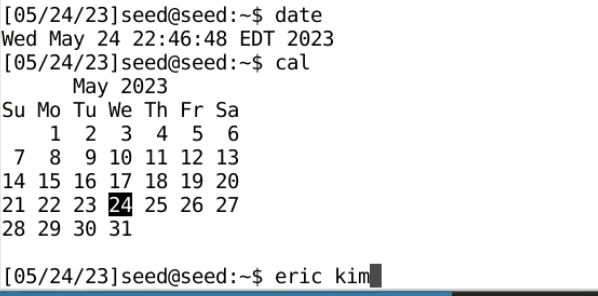 [05/24/23]seed@seed:~$ date
Wed May 24 22:46:48 EDT 2023
[05/24/23]seed@seed:~$ cal
      May 2023
Su Mo Tu We Th Fr Sa
    1  2  3  4  5  6
 7  8  9 10 11 12 13
14 15 16 17 18 19 20
21 22 23 24 25 26 27
28 29 30 31
[05/24/23]seed@seed:~$ eric kim